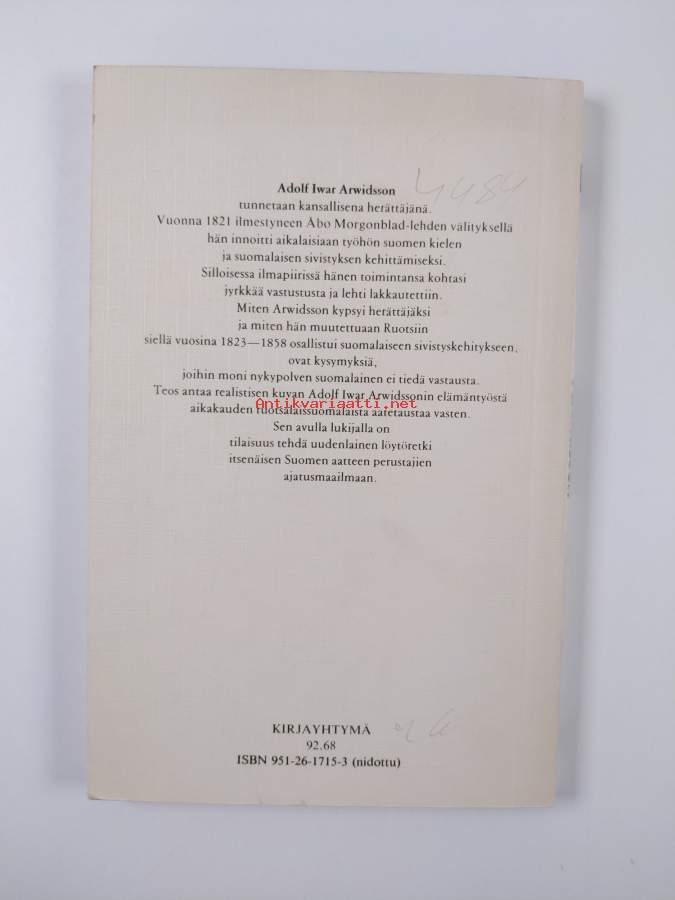 Adolf Iwar Arwidsson
tunnetaan kansallisena herättäjänä.
Vuonna 1821 ilmestyneen Åbo Morgonblad-lehden välityksellä
hän innoitti aikalaisiaan työhön suomen kielen
ja suomalaisen sivistyksen kehittämiseksi.
Silloisessa ilmapiirissä hänen toimintansa kohtasi
jyrkkää vastustusta ja lehti lakkautettiin.
Miten Arwidsson kypsyi herättäjäksi
ja miten hän muutettuaan Ruotsiin
siellä vuosina 1823—1858 osallistui suomalaiseen sivistyskehitykseen,
ovat kysymyksiä,
joihin moni nykypolven suomalainen ei tiedä vastausta.
Teos antaa realistisen kuvan Adolf Iwar Arwidssonin elämäntyöstä
Antikvariaatti.net
aikakauden ruotsalaissuomalaista aatetaustaa vasten.
Sen avulla lukijalla on
tilaisuus tehdä uudenlainen löytöretki
itsenäisen Suomen aatteen perustajien
ajatusmaailmaan.
KIRJAYHTYMÄ
92.68
ISBN 951-26-1715-3 (nidottu)